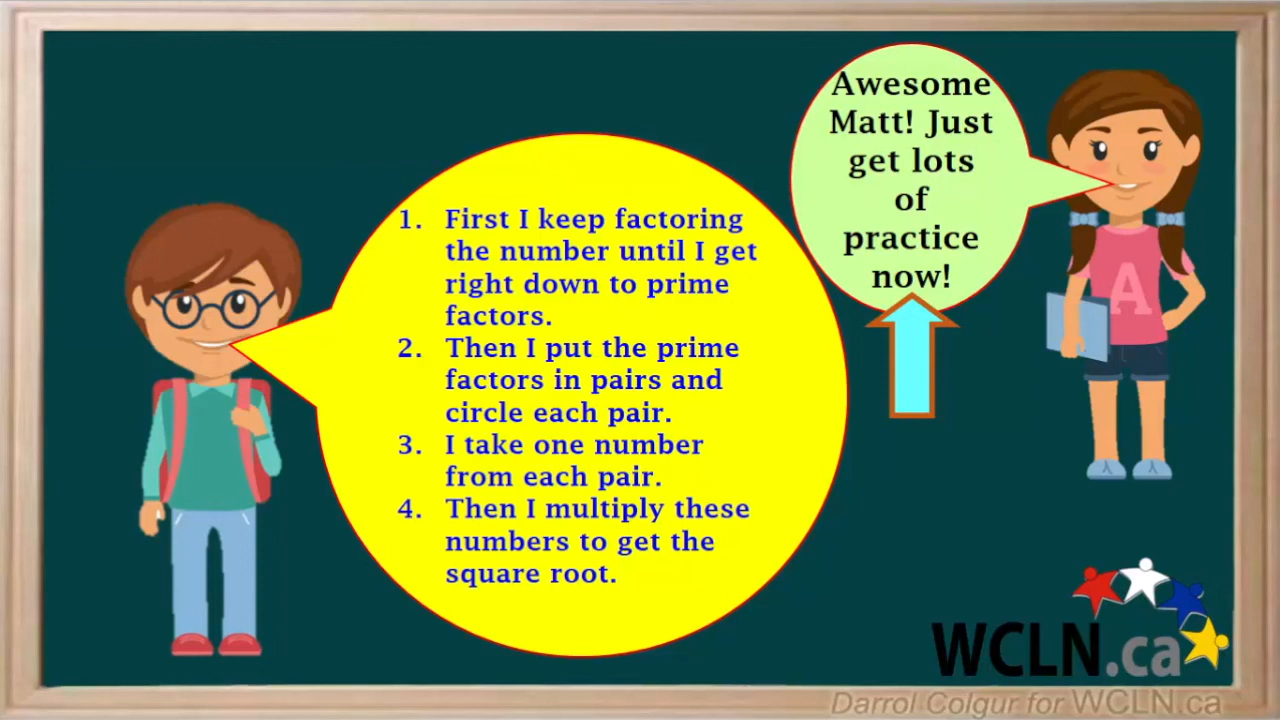 Awesome
Matt! Just
get lots
of
practice
now!
1. First I keep factoring
the number until I get
right down to prime
factors.
2. Then I put the prime
factors in pairs and
circle each pair.
3. I take one number
from each pair.
4. Then I multiply these
numbers to get the
square root.
A
WCLN.ca
Darrol Colgur for WCLN.ca